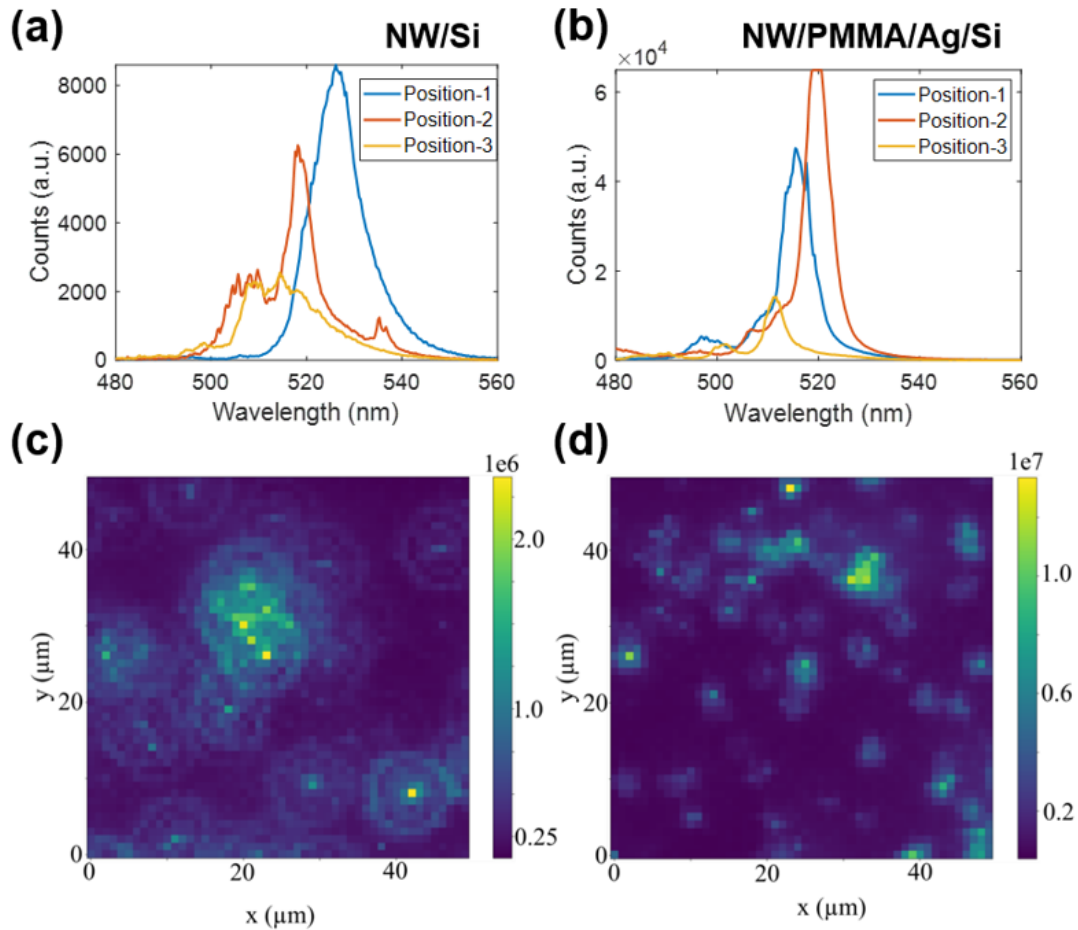 (a) NW/Si
Counts (a.u.)
8000
6000
4000
2000
0
Position-1
Position-2
Position-3
480 500 520 540 560
Wavelength (nm)
(b) NW/PMMA/Ag/Si
×10⁴
Counts (a.u.)
6
4
2
0
Position-1
Position-2
Position-3
480 500 520 540 560
Wavelength (nm)
(c)
1e6
y (μm)
40
20
0
0 20 40
x (μm)
2.0
1.0
0.25
(d)
1e7
y (μm)
40
20
0
0 20 40
x (μm)
1.0
0.6
0.2